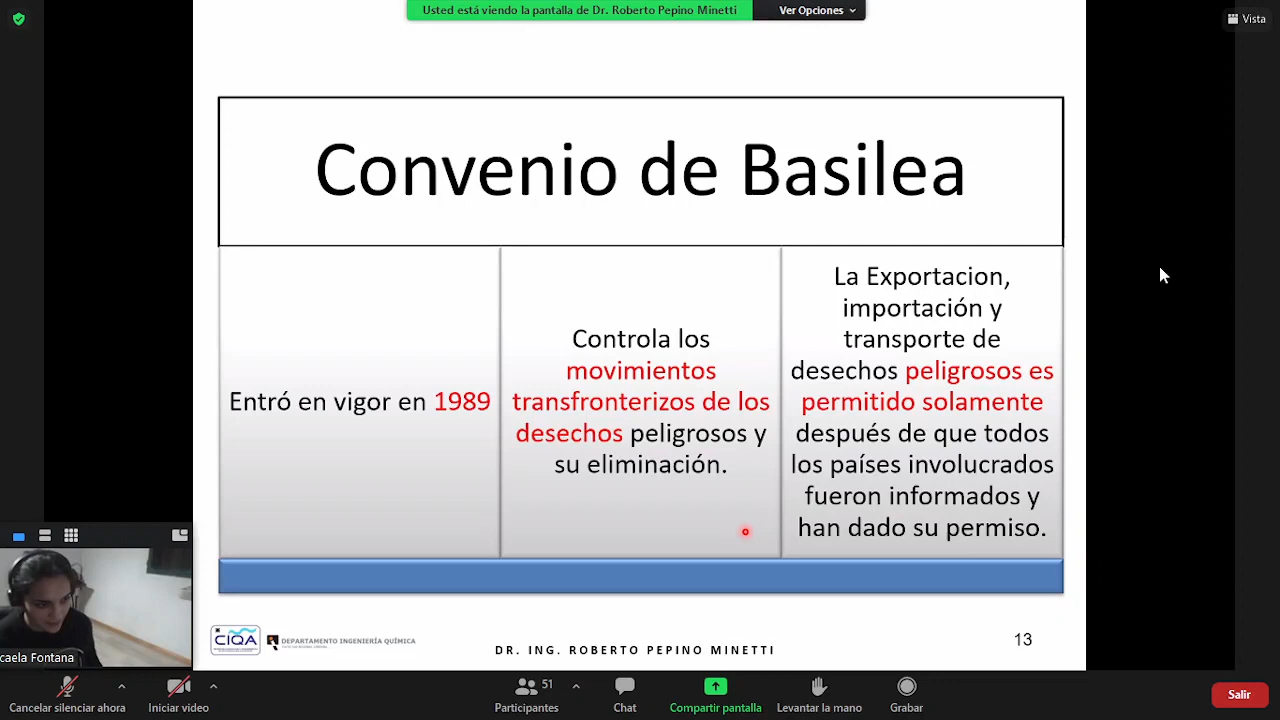 Usted está viendo la pantalla de Dr. Roberto Pepino Minetti
Ver Opciones
Vista
Convenio de Basilea
Entró en vigor en 1989
Controla los
movimientos
transfronterizos de los
desechos peligrosos y
su eliminación.
La Exportacion,
importación y
transporte de
desechos peligrosos es
permitido solamente
después de que todos
los países involucrados
fueron informados y
han dado su permiso.
caela Fontana
CIQA
DEPARTAMENTO INGENIERÍA QUÍMICA
DR. ING. ROBERTO PEPINO MINETTI
13
Cancelar silenciar ahora
Iniciar video
51
Participantes
Chat
Compartir pantalla
Levantar la mano
Grabar
Salir